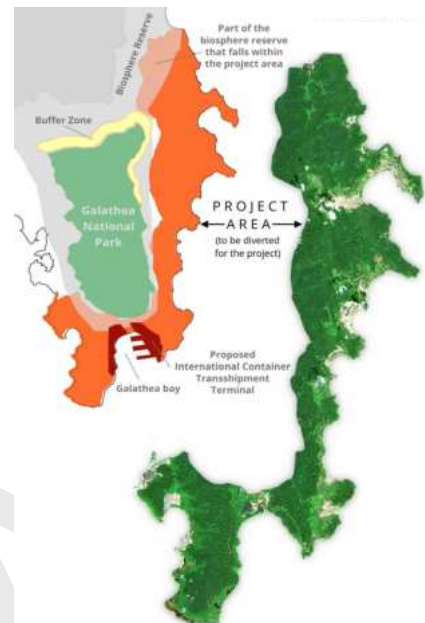 Part of the
biosphere reserve
that falls within
the project area
Biosphere Reserve
Buffer Zone
Galathea
National
Park
PROJECT
AREA
(to be diverted
for the project)
Proposed
International Container
Transshipment
Terminal
Galathea bay